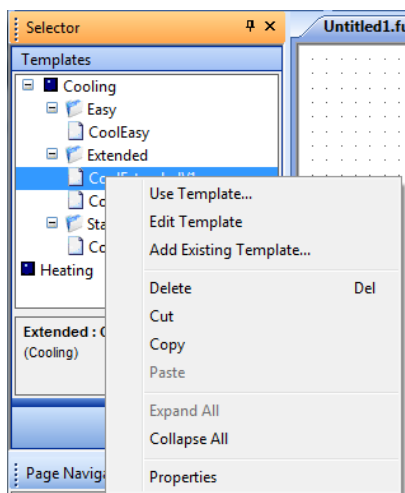 Selector
Untitled1.fu
Templates
Cooling
Easy
CoolEasy
Extended
Use Template...
Edit Template
Add Existing Template...
Heating
Delete Del
Cut
Extended :
(Cooling)
Copy
Paste
Expand All
Collapse All
Page Naviga
Properties